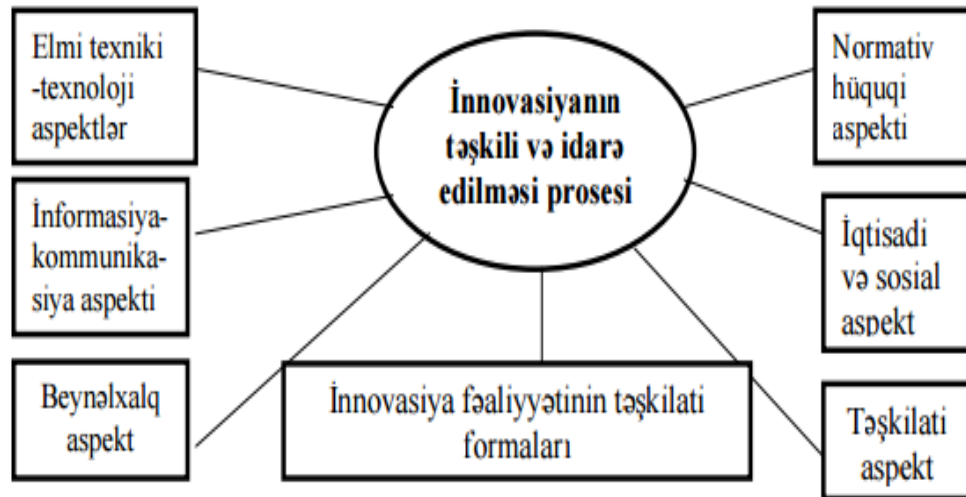 Elmi texniki
-texnoloji
aspektlər
İnnovasiyanın
təşkili və idarə
edilməsi prosesi
Normativ
hüquqi
aspekti
İnformasiya-
kommunika-
siya aspekti
İqtisadi
və sosial
aspekt
Beynəlxalq
aspekt
İnnovasiya fəaliyyətinin təşkilati
formaları
Təşkilati
aspekt